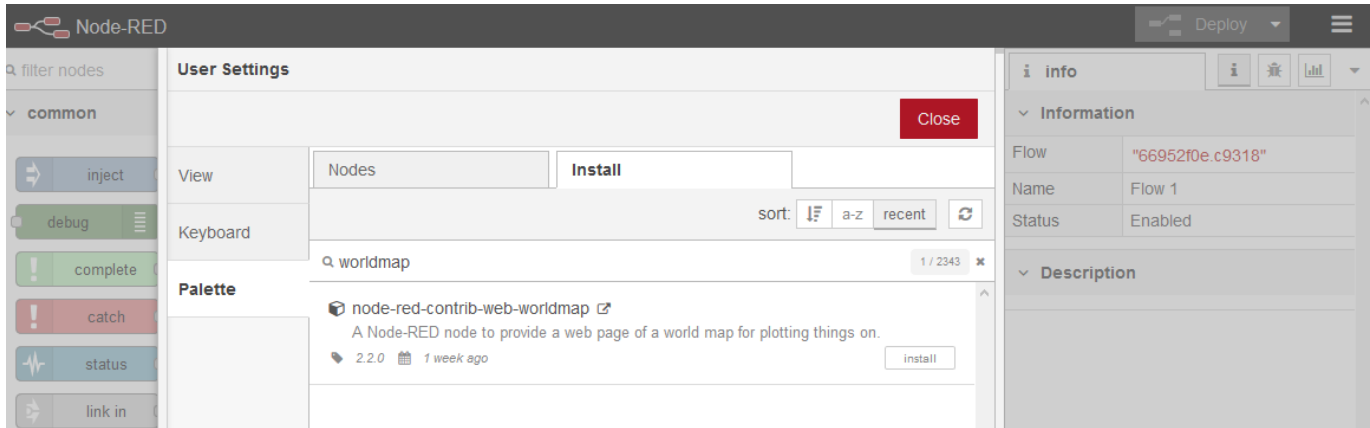 Node-RED
Deploy
filter nodes
common
inject
debug
complete
catch
status
link in
User Settings
Close
View
Keyboard
Palette
Nodes
Install
sort:
a-z
recent
worldmap
1 / 2343
node-red-contrib-web-worldmap
A Node-RED node to provide a web page of a world map for plotting things on.
2.2.0 1 week ago
install
i info
i
Information
Flow "66952f0e.c9318"
Name Flow 1
Status Enabled
Description